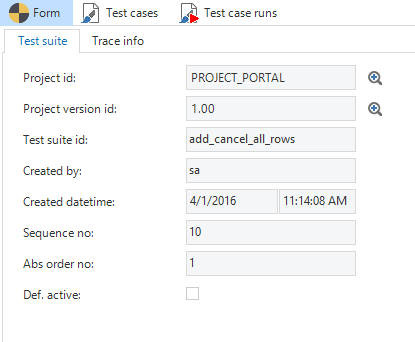 Form Test cases Test case runs
Test suite Trace info
Project id: PROJECT_PORTAL
Project version id: 1.00
Test suite id: add_cancel_all_rows
Created by: sa
Created datetime: 4/1/2016 11:14:08 AM
Sequence no: 10
Abs order no: 1
Def. active: